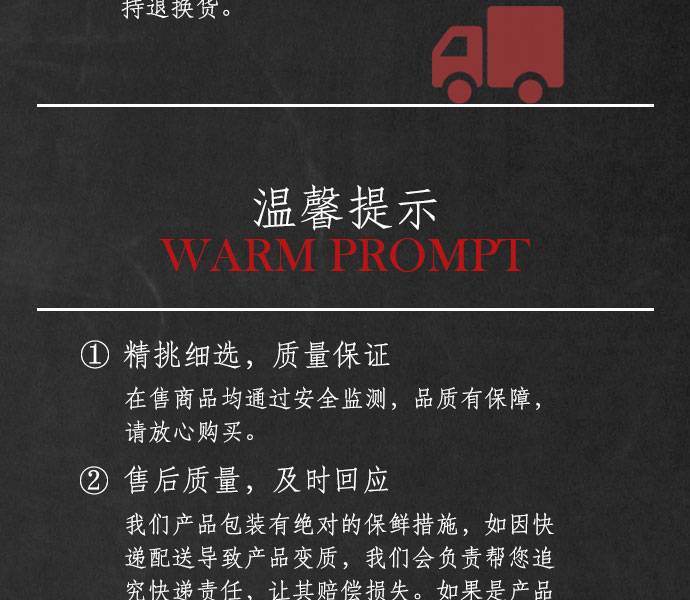 持退换货。
温馨提示
WARM PROMPT
① 精挑细选，质量保证
在售商品均通过安全监测，品质有保障，
请放心购买。
② 售后质量，及时回应
我们产品包装有绝对的保鲜措施，如因快
递配送导致产品变质，我们会负责帮您追
究快递责任，让其赔偿损失。如果是产品